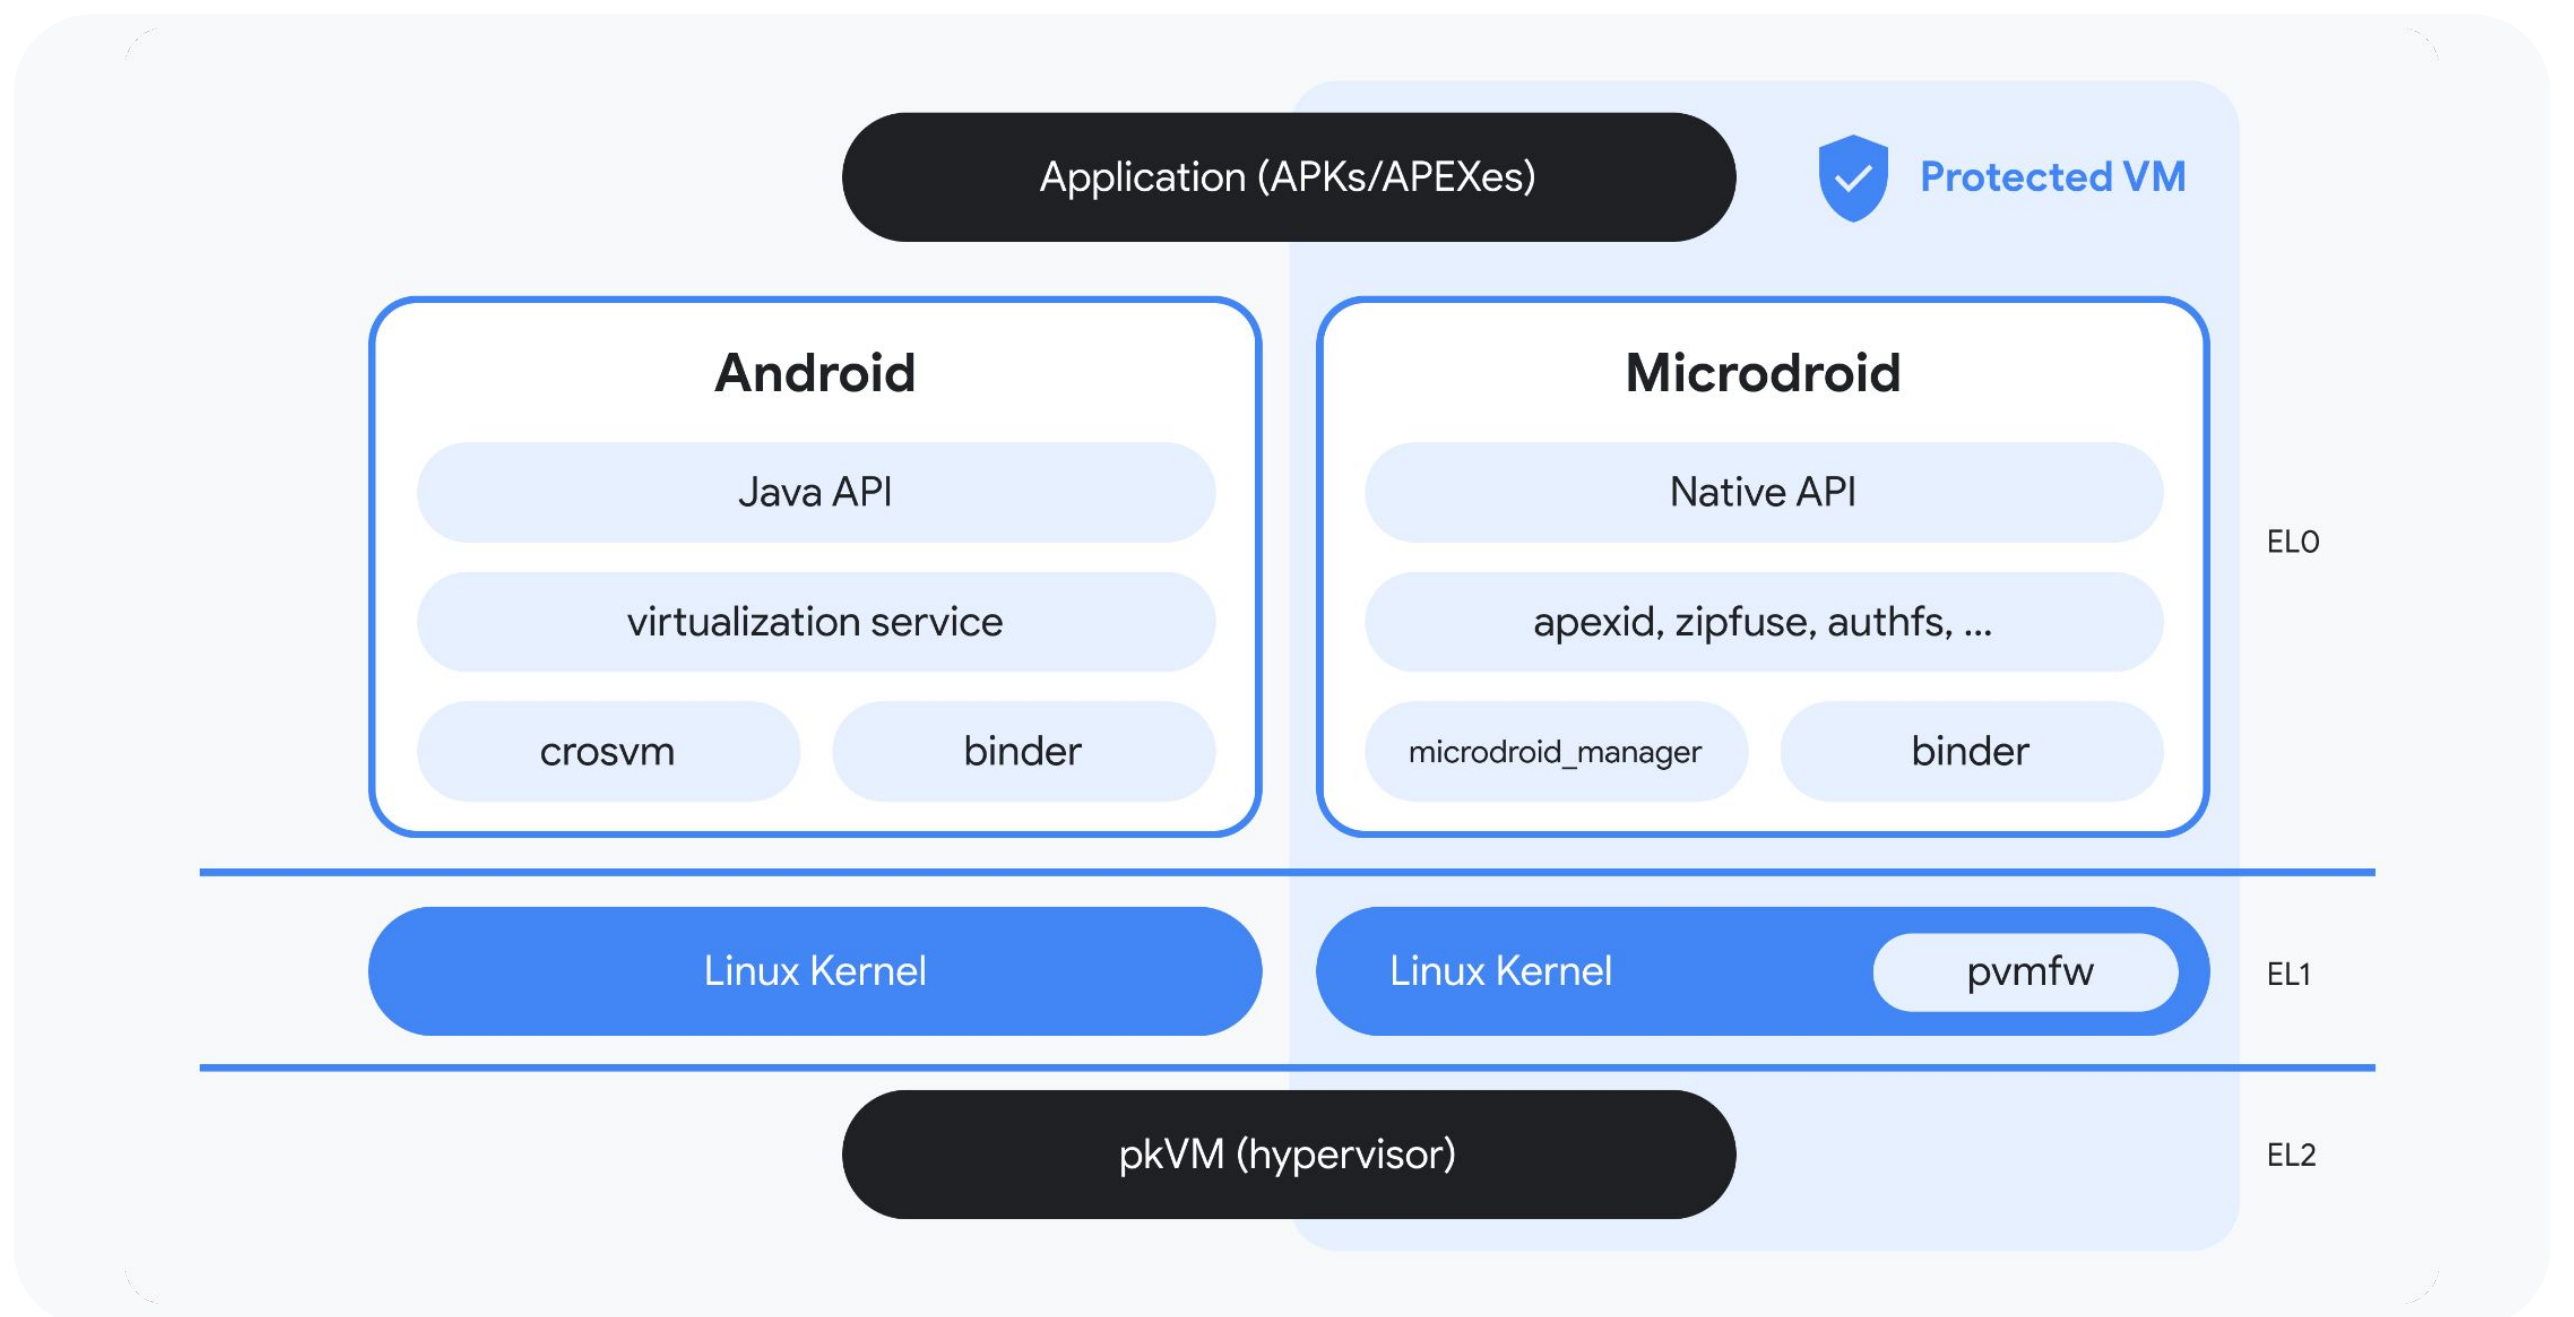 Application (APKs/APEXes)
Protected VM
Android
Java API
virtualization service
crosvm
binder
Microdroid
Native API
apexid, zipfuse, authfs, ...
microdroid_manager
binder
EL0
Linux Kernel
Linux Kernel
pvmfw
EL1
pkVM (hypervisor)
EL2